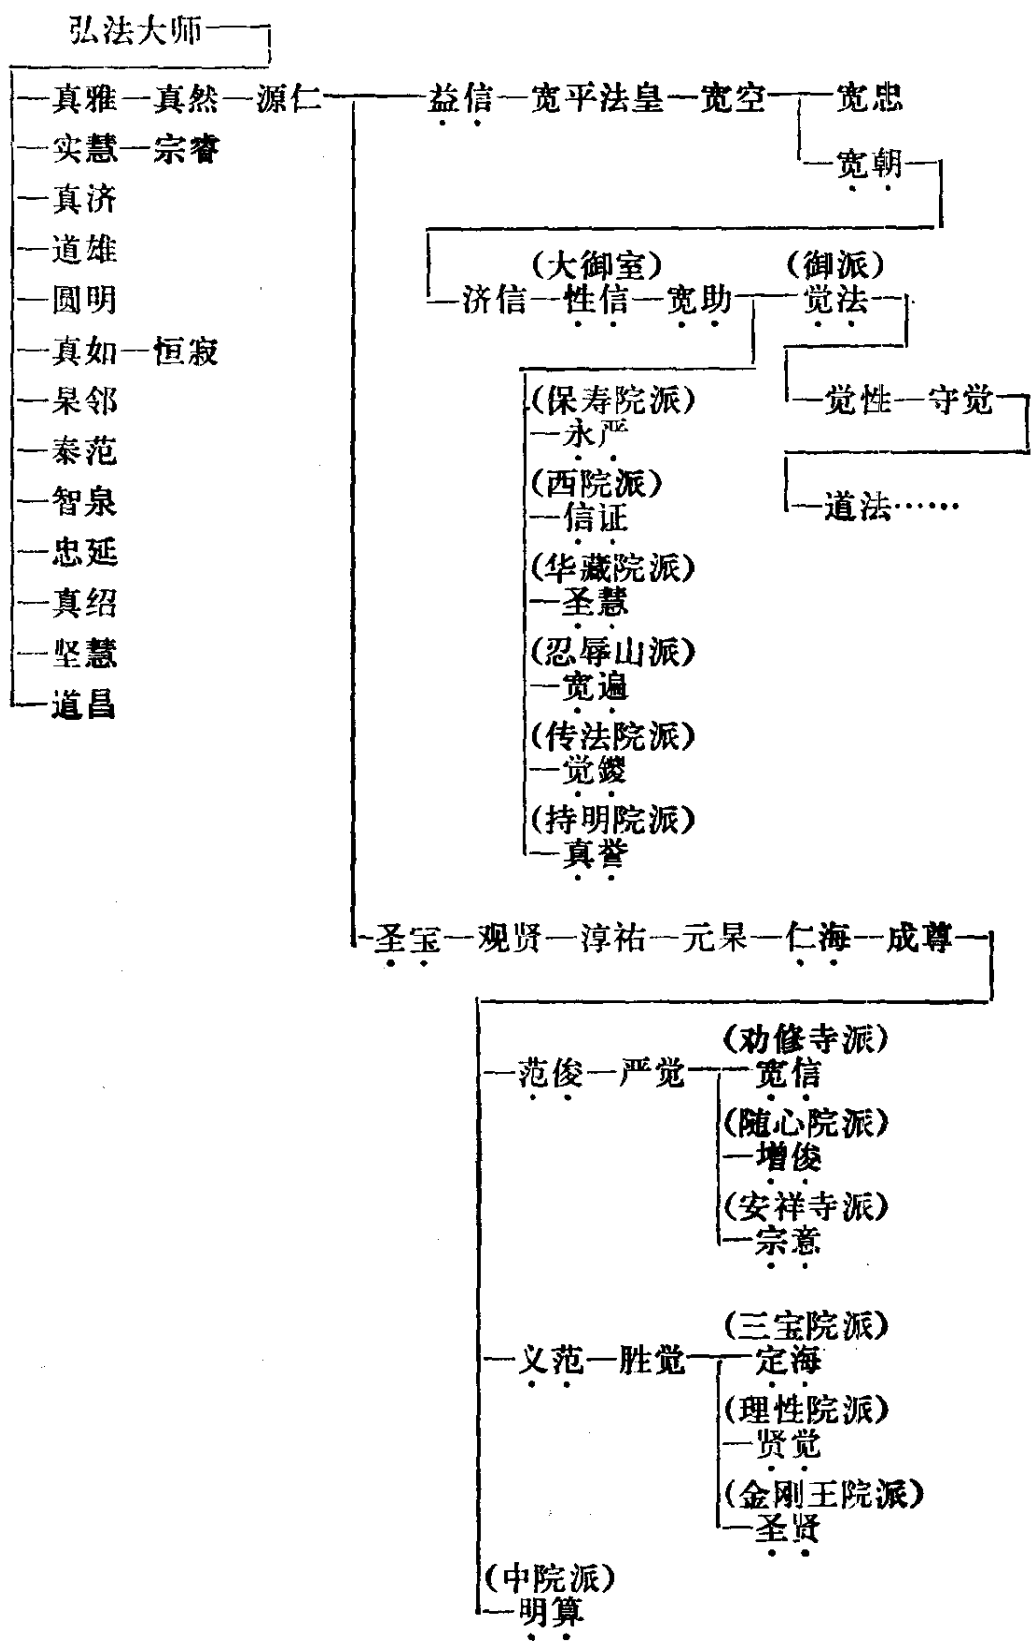 弘法大师
真雅—真然—源仁—益信—宽平法皇—宽空—宽忠
实慧—宗睿
宽朝
真济
道雄
(大御室) (御派)
圆明
济信—性信—宽助—觉法
真如—恒寂
杲邻
(保寿院派)
觉性—守觉
永严
秦范
(西院派)
智泉
信证
道法……
忠延
(华藏院派)
真绍
圣慧
坚慧
(忍辱山派)
宽遍
道昌
(传法院派)
觉鑁
(持明院派)
真誉
圣宝—观贤—淳祐—元杲—仁海—成尊
(劝修寺派)
范俊—严觉—宽信
(随心院派)
增俊
(安祥寺派)
宗意
(三宝院派)
义范—胜觉—定海
(理性院派)
贤觉
(金刚王院派)
圣贤
(中院派)
明算